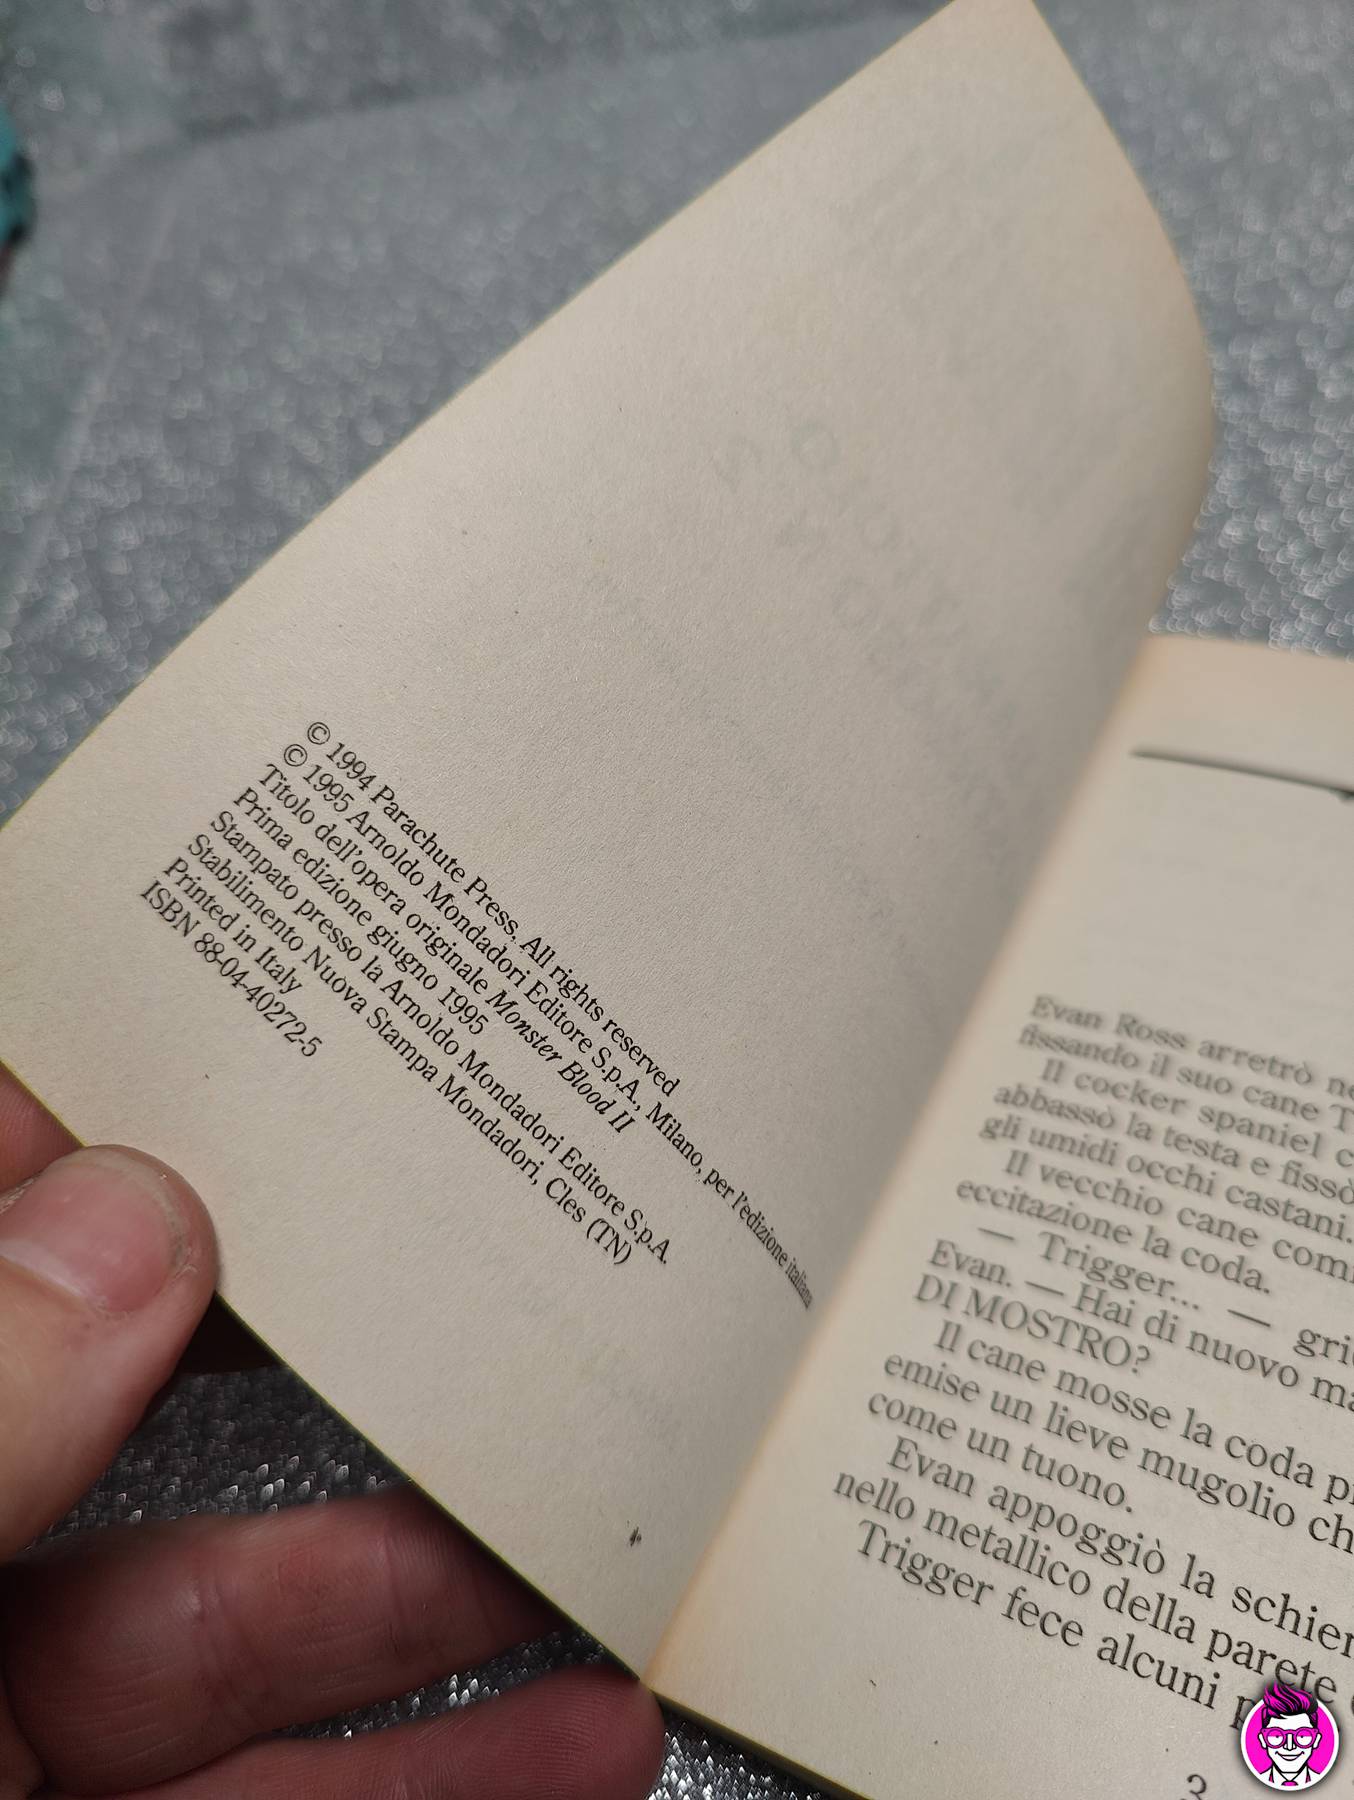 © 1994 Parachute Press, All rights reserved
© 1995 Arnoldo Mondadori Editore S.p.A., Milano, per l'edizione italiana
Titolo dell'opera originale Monster Blood II
Prima edizione giugno 1995
Stampato presso la Arnoldo Mondadori Editore S.p.A.
Stabilimento Nuova Stampa Mondadori, Cles (TN)
Printed in Italy
ISBN 88-04-40272-5
Evan Ross arretrò
fissando il suo cane
Il cocker spaniel
abbassò la testa e fissò
gli umidi occhi castani.
Il vecchio cane
eccitazione la coda.
— Trigger... —
Evan. — Hai di nuovo
DI MOSTRO?
Il cane mosse la coda
emise un lieve mugolio
come un tuono.
Evan appoggiò la
nello metallico della parete
Trigger fece alcuni
3